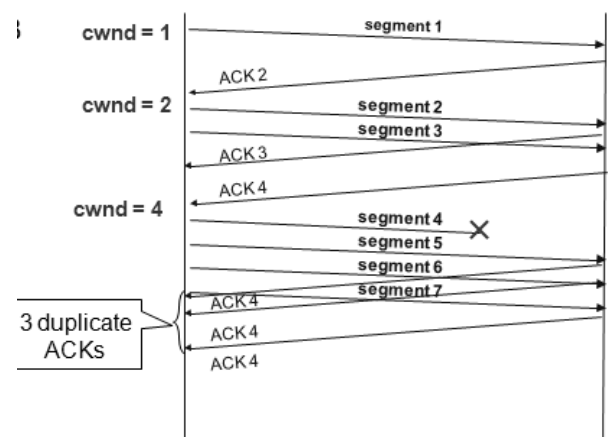 cwnd = 1
segment 1
ACK 2
cwnd = 2
segment 2
segment 3
ACK 3
ACK 4
cwnd = 4
segment 4
segment 5
segment 6
segment 7
ACK 4
3 duplicate
ACKs
ACK 4
ACK 4